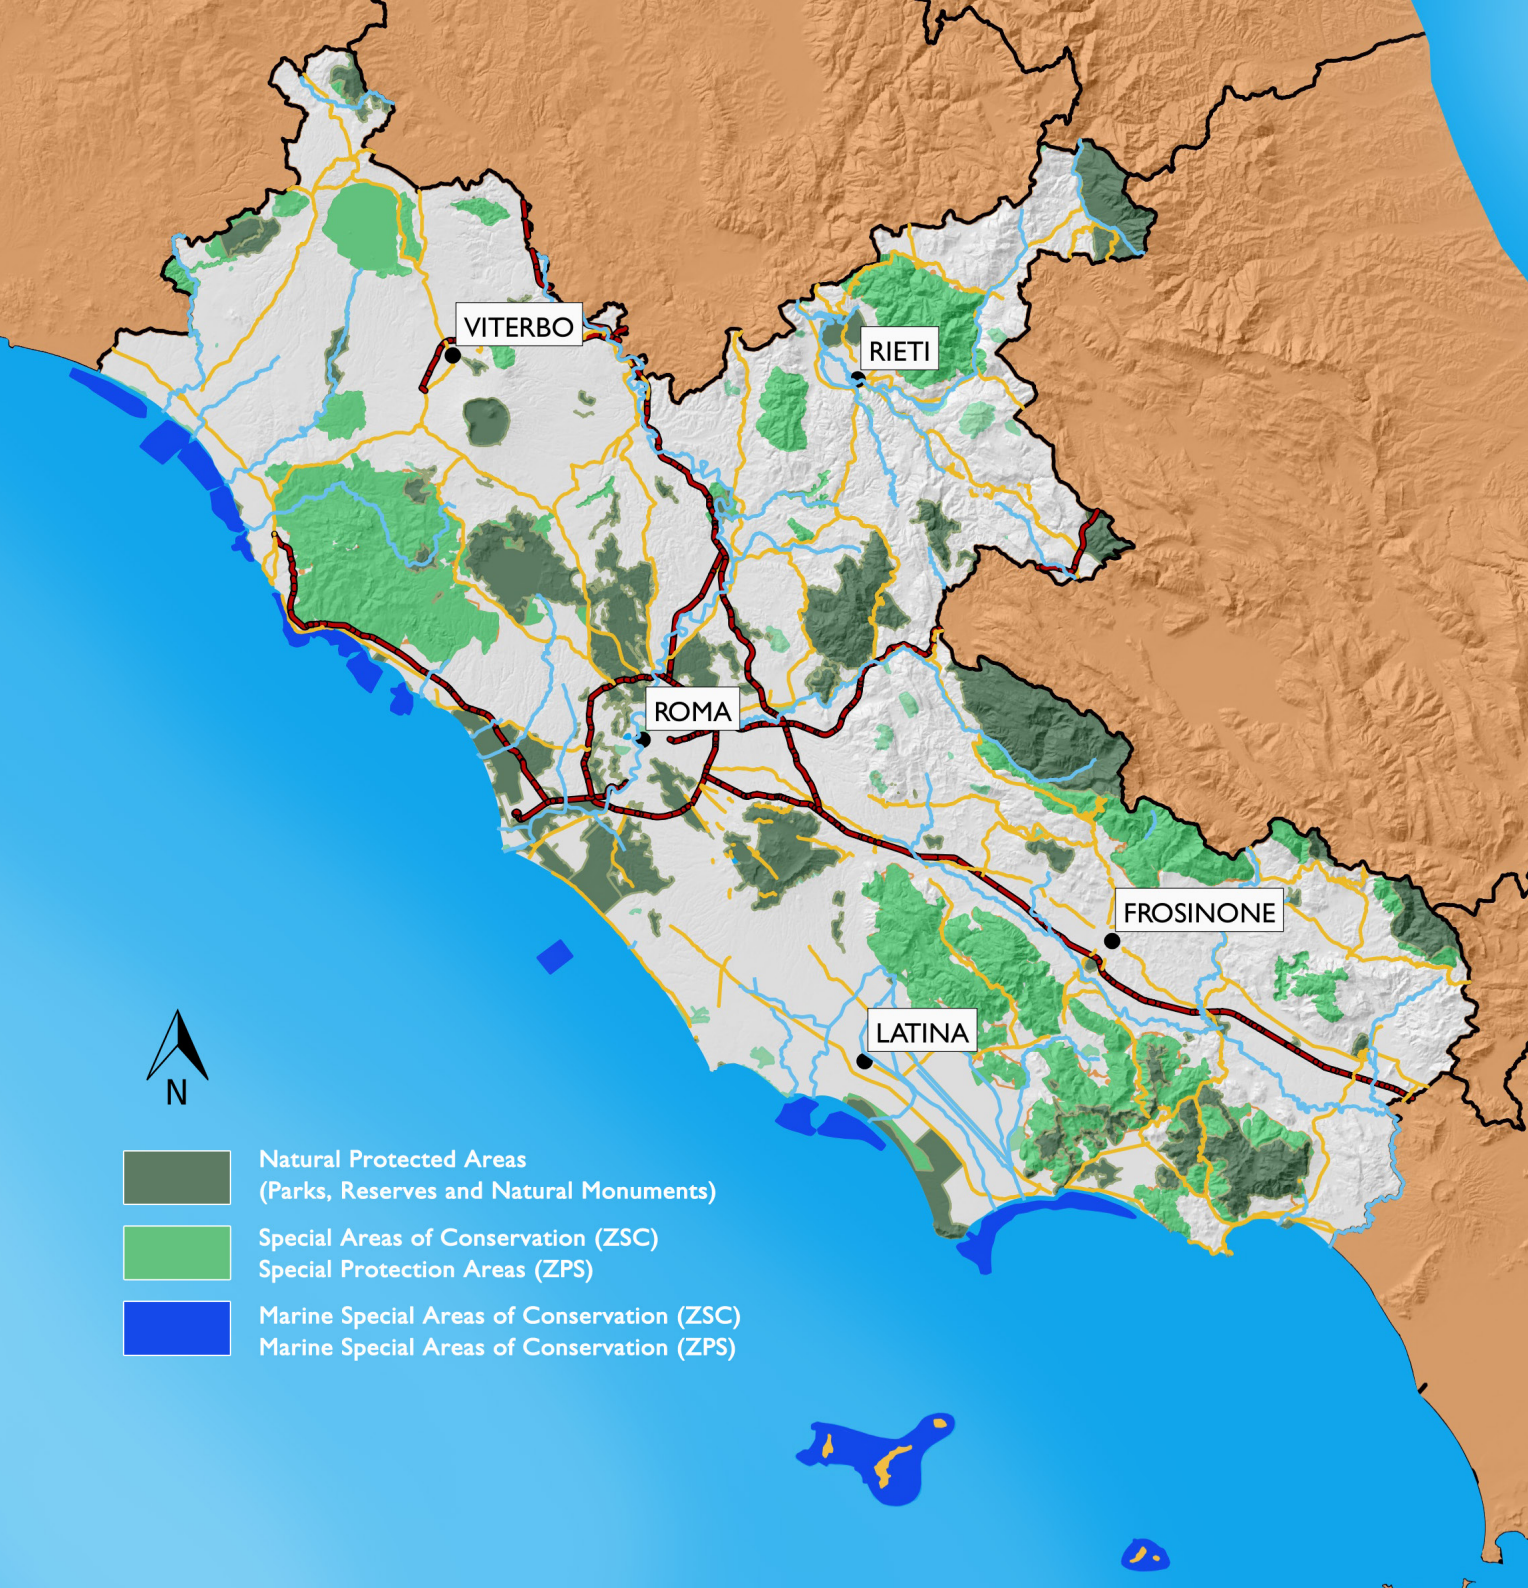 VITERBO
RIETI
ROMA
FROSINONE
LATINA
N
Natural Protected Areas
(Parks, Reserves and Natural Monuments)
Special Areas of Conservation (ZSC)
Special Protection Areas (ZPS)
Marine Special Areas of Conservation (ZSC)
Marine Special Areas of Conservation (ZPS)